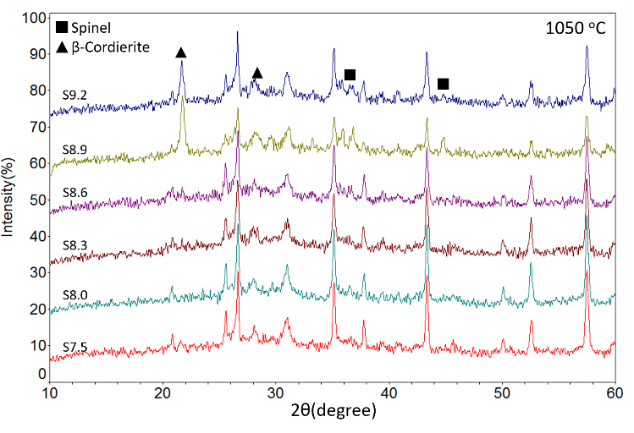 100
90
80
70
60
50
40
30
20
10
0
Intensity(%)
■ Spinel
▲ β-Cordierite
1050 ºC
S9.2
S8.9
S8.6
S8.3
S8.0
S7.5
10 20 30 40 50 60
2θ(degree)